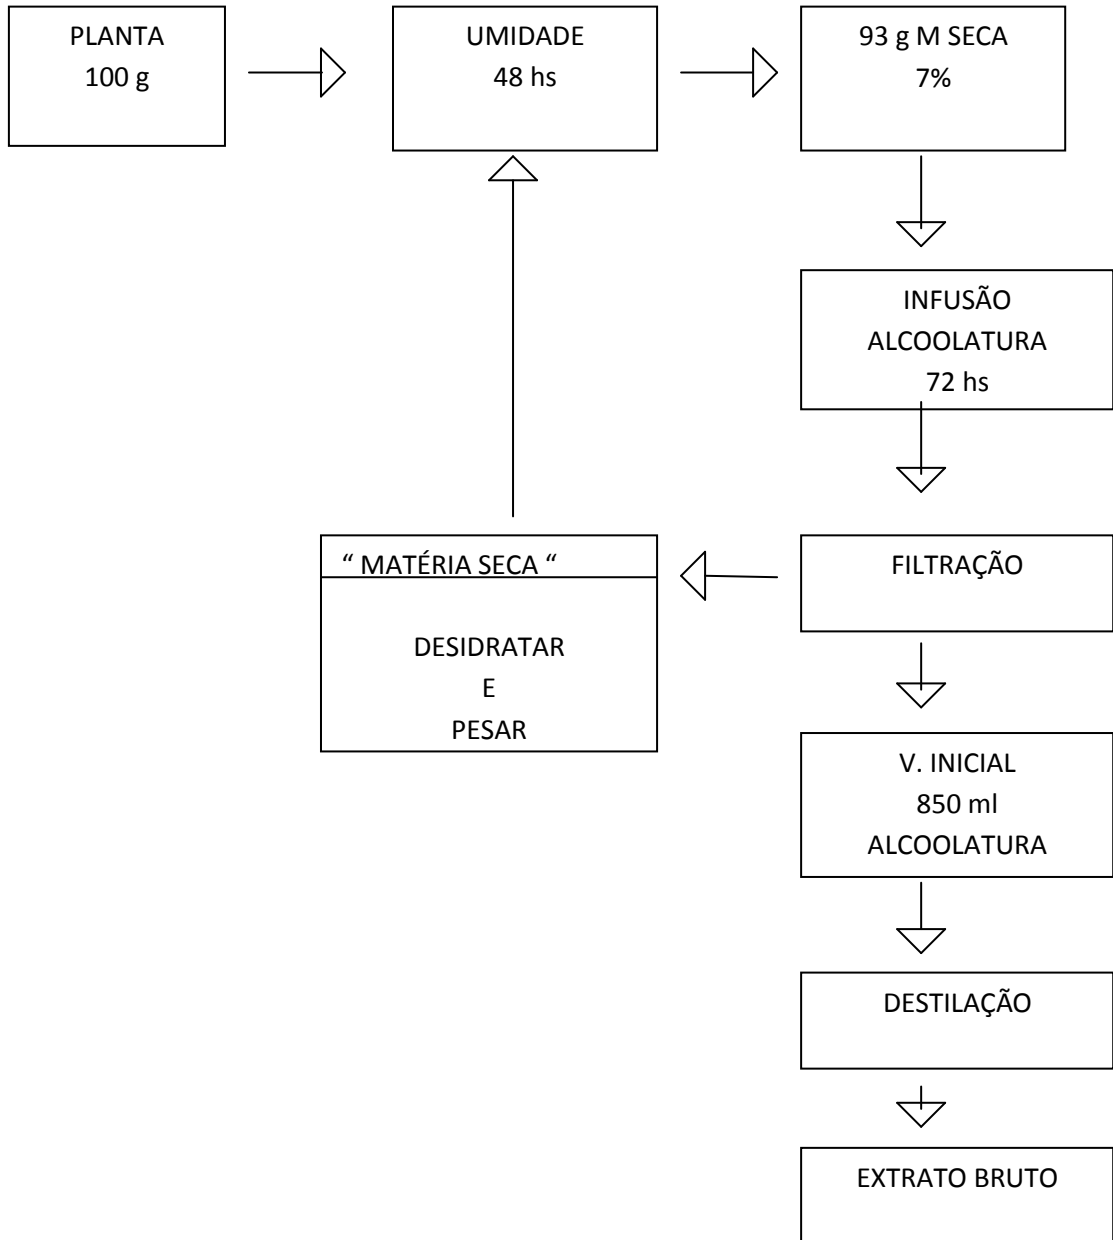 PLANTA
100 g
UMIDADE
48 hs
93 g M SECA
7%
INFUSÃO
ALCOOLATURA
72 hs
FILTRAÇÃO
“ MATÉRIA SECA “
DESIDRATAR
E
PESAR
V. INICIAL
850 ml
ALCOOLATURA
DESTILAÇÃO
EXTRATO BRUTO